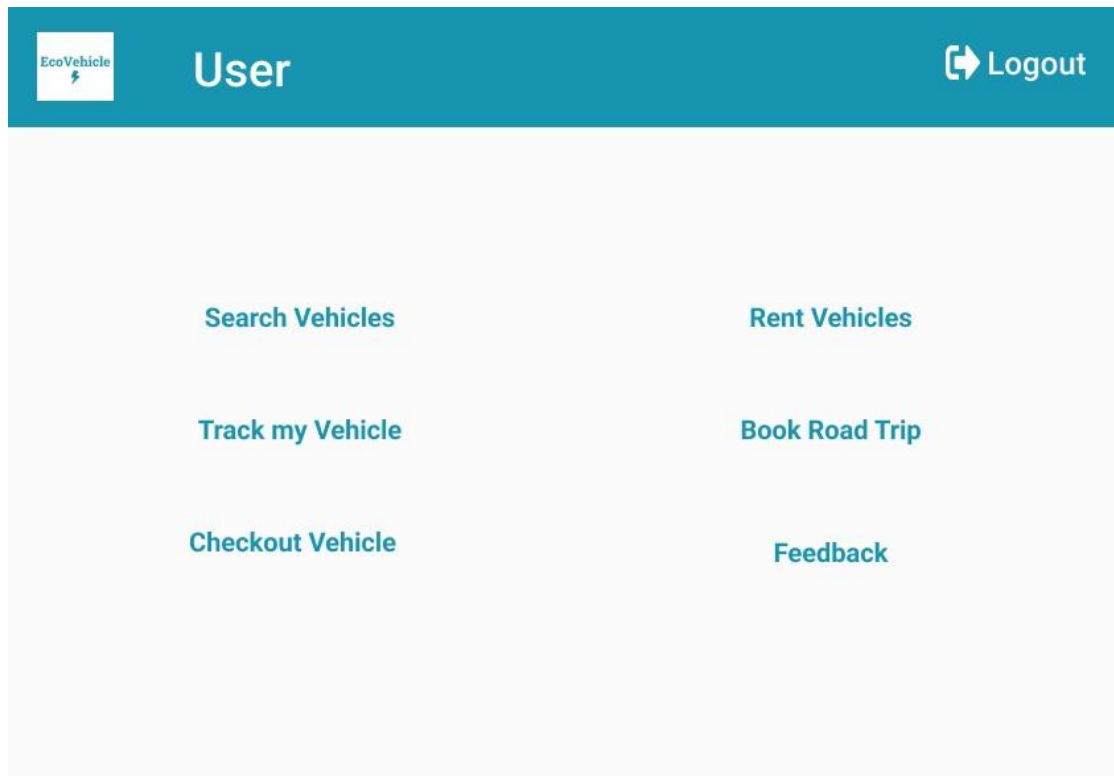 EcoVehicle
User
Logout
Search Vehicles
Rent Vehicles
Track my Vehicle
Book Road Trip
Checkout Vehicle
Feedback